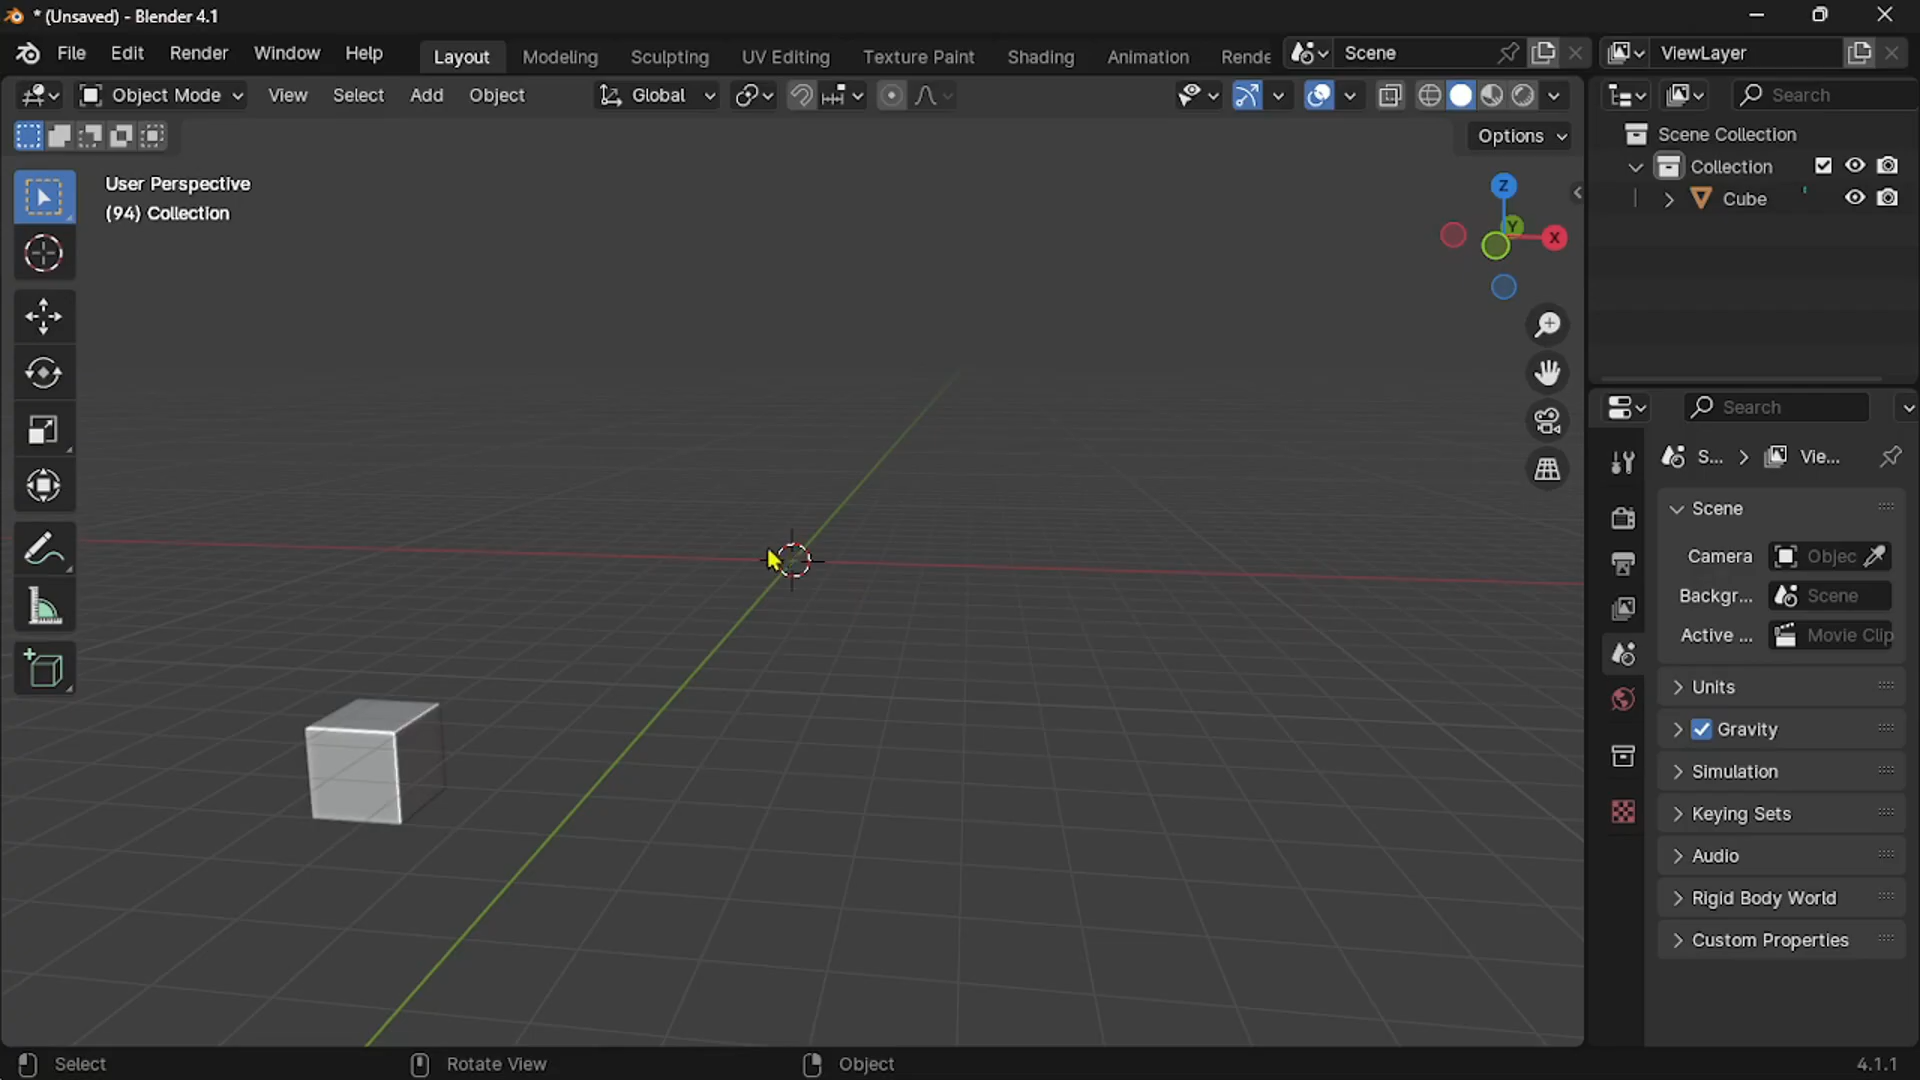 * (Unsaved) - Blender 4.1
File Edit Render Window Help Layout Modeling Sculpting UV Editing Texture Paint Shading Animation Rende Scene ViewLayer
Object Mode View Select Add Object Global Search
Options
Scene Collection
Collection
Cube
User Perspective
(94) Collection
Z
Y
X
Search
S... Vie...
Scene
Camera Objec
Backgr... Scene
Active ... Movie Clip
Units
Gravity
Simulation
Keying Sets
Audio
Rigid Body World
Custom Properties
Select Rotate View Object 4.1.1